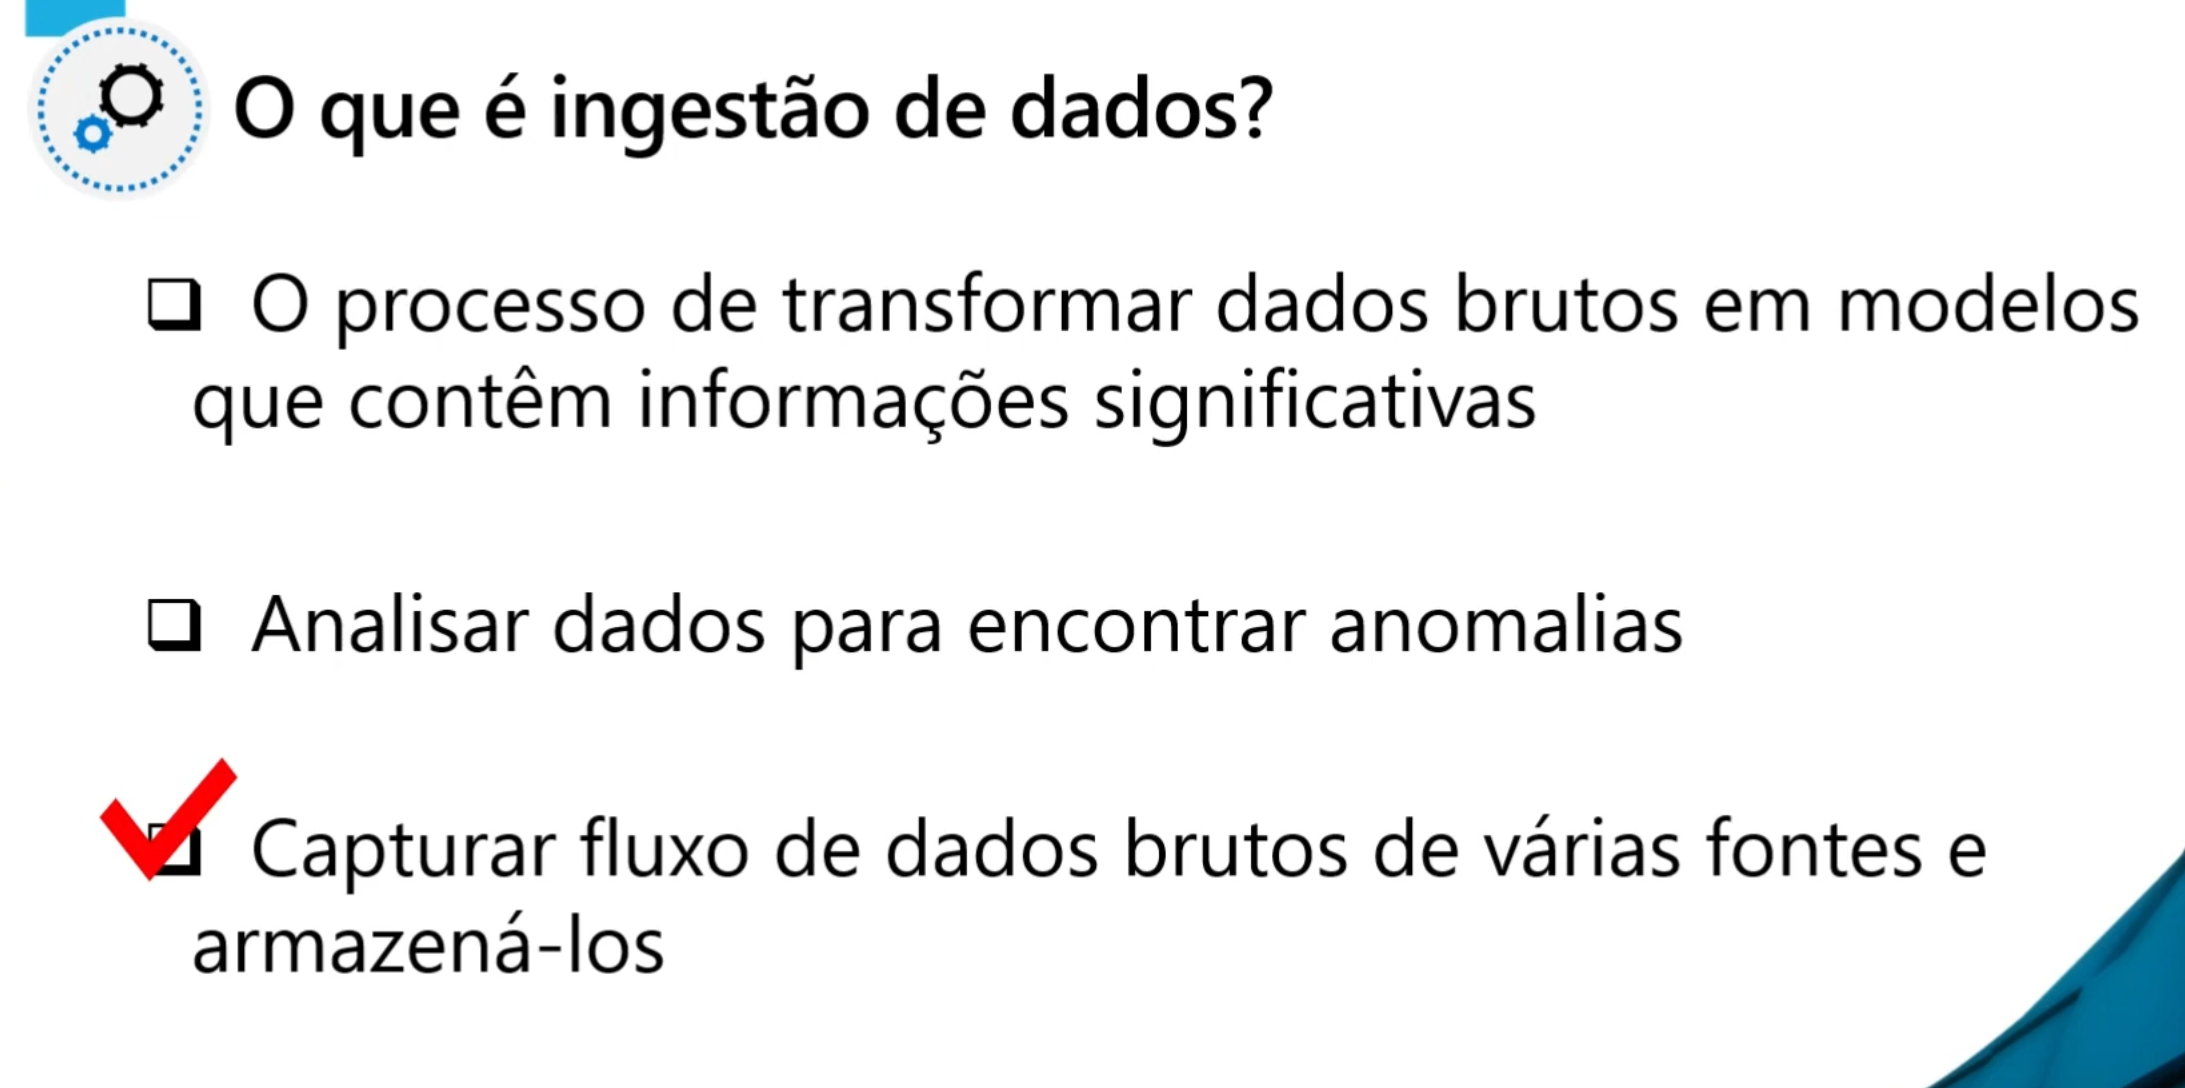 O que é ingestão de dados?
O processo de transformar dados brutos em modelos
que contêm informações significativas
Analisar dados para encontrar anomalias
Capturar fluxo de dados brutos de várias fontes e
armazená-los